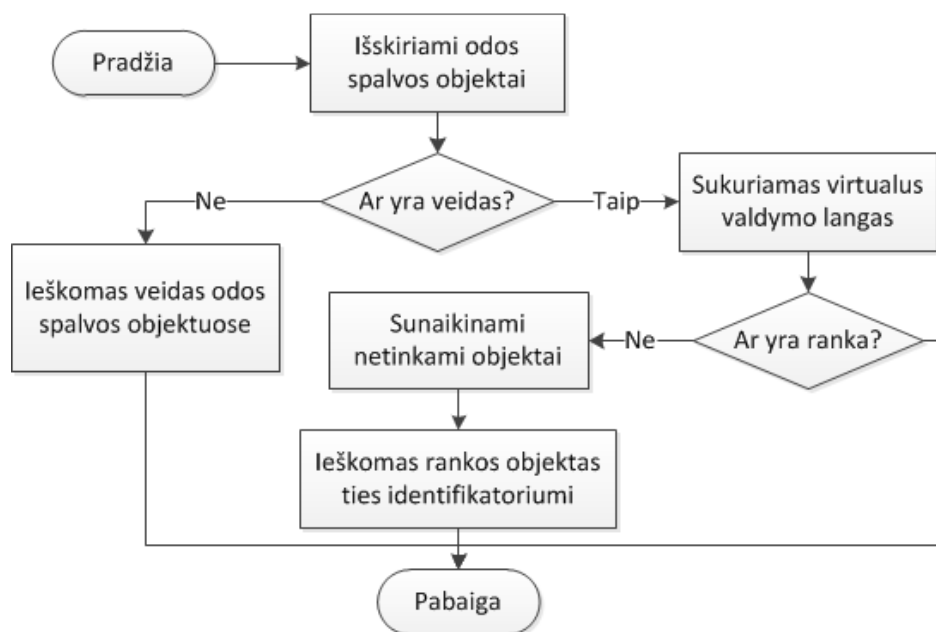 Pradžia
Išskiriami odos
spalvos objektai
Ar yra veidas?
Ne
Taip
Sukuriamas virtualus
valdymo langas
Ieškomas veidas odos
spalvos objektuose
Ar yra ranka?
Ne
Sunaikinami
netinkami objektai
Ieškomas rankos objektas
ties identifikatoriumi
Pabaiga